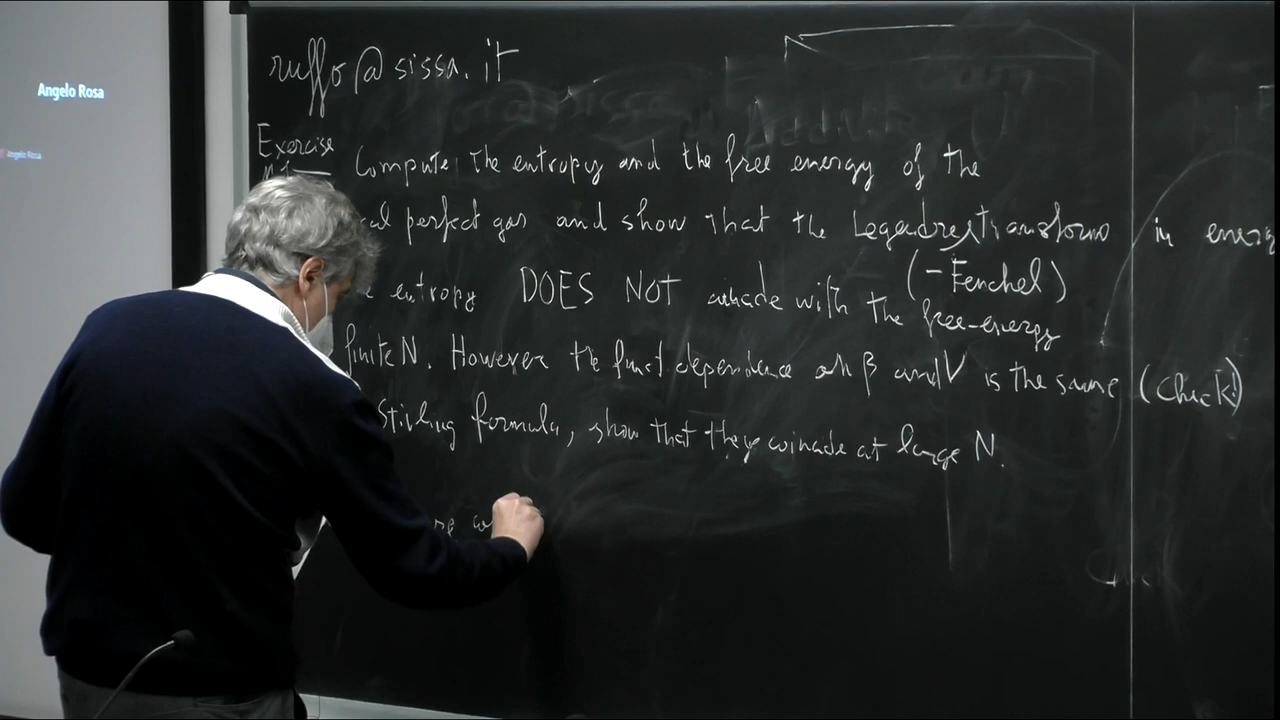 Angelo Rosa
Angelo Rosa
ruffo@sissa.it
Exercise
Compute the entropy and the free energy of the
perfect gas and show that the Legendre transform in
(-Fenchel)
entropy DOES NOT coincide with the free-energy
finite N. However the funct dependence on β and V is the same (Check!)
Stirling formula, show that they coincide at large N.